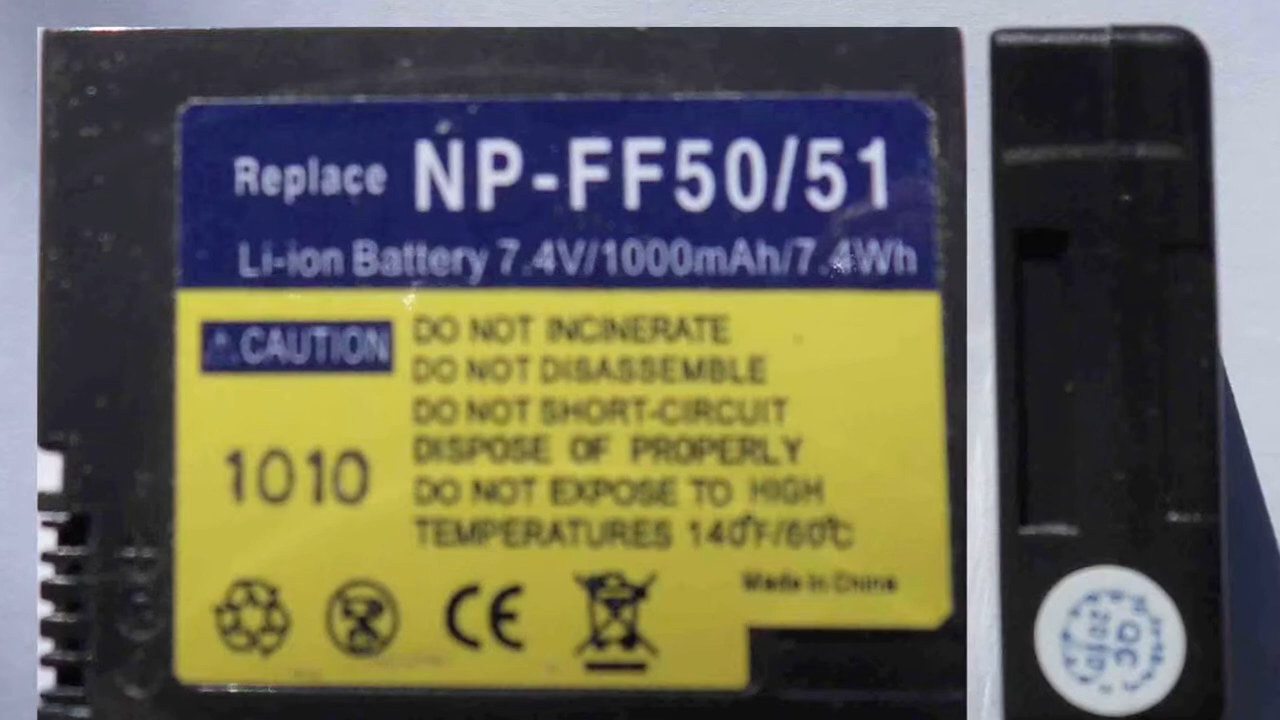 Replace NP-FF50/51
Li-ion Battery 7.4V/1000mAh/7.4Wh
CAUTION
DO NOT INCINERATE
DO NOT DISASSEMBLE
DO NOT SHORT-CIRCUIT
DISPOSE OF PROPERLY
DO NOT EXPOSE TO HIGH
TEMPERATURES 140°F/60℃
1010
CE
Made In China
QC
2010